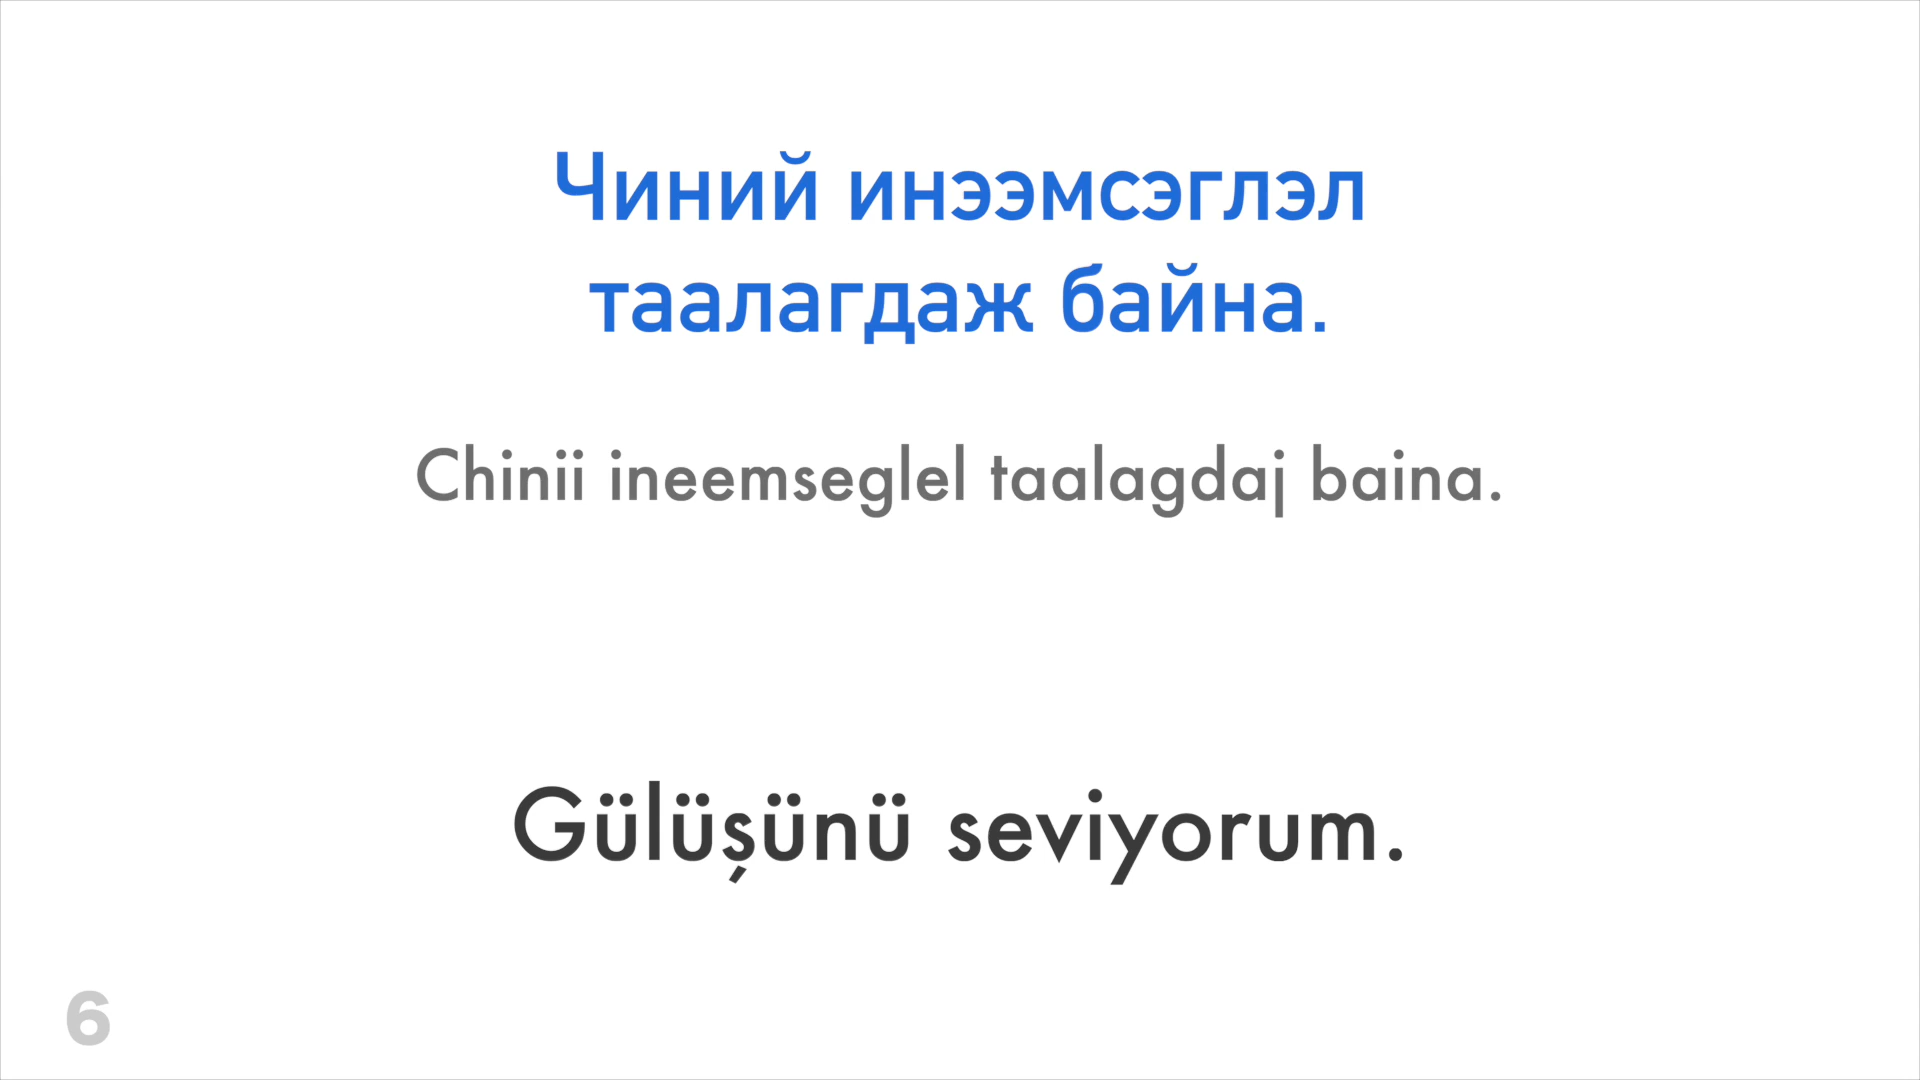 Чиний инээмсэглэл
таалагдаж байна.
Chinii ineemseglel taalagdaj baina.
Gülüşünü seviyorum.
6